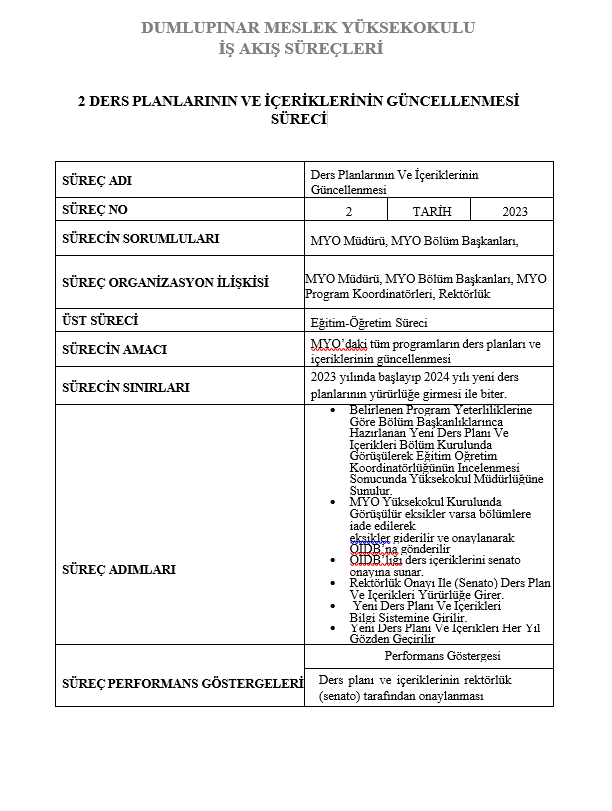 DUMLUPINAR MESLEK YÜKSEKOKULU
İŞ AKIŞ SÜREÇLERİ
2 DERS PLANLARININ VE İÇERİKLERİNİN GÜNCELLENMESİ
SÜRECİ
SÜREÇ ADI
Ders Planlarının Ve İçeriklerinin
Güncellenmesi
SÜREÇ NO
2
TARİH
2023
SÜRECİN SORUMLULARI
MYO Müdürü, MYO Bölüm Başkanları,
SÜREÇ ORGANİZASYON İLİŞKİSİ
MYO Müdürü, MYO Bölüm Başkanları, MYO
Program Koordinatörleri, Rektörlük
ÜST SÜRECİ
Eğitim-Öğretim Süreci
SÜRECİN AMACI
MYO'daki tüm programların ders planları ve
içeriklerinin güncellenmesi
SÜRECİN SINIRLARI
2023 yılında başlayıp 2024 yılı yeni ders
planlarının yürürlüğe girmesi ile biter.
SÜREÇ ADIMLARI
• Belirlenen Program Yeterliliklerine
Göre Bölüm Başkanlıklarınca
Hazırlanan Yeni Ders Planı Ve
İçerikleri Bölüm Kurulunda
Görüşülerek Eğitim Öğretim
Koordinatörlüğünün İncelenmesi
Sonucunda Yüksekokul Müdürlüğüne
Sunulur.
• MYO Yüksekokul Kurulunda
Görüşülür eksikler varsa bölümlere
iade edilerek
eksikler giderilir ve onaylanarak
ÖİDB'na gönderilir
• ÖİDB'liği ders içeriklerini senato
onayına sunar.
• Rektörlük Onayı İle (Senato) Ders Plan
Ve İçerikleri Yürürlüğe Girer.
• Yeni Ders Planı Ve İçerikleri
Bilgi Sistemine Girilir.
• Yeni Ders Planı Ve İçerikleri Her Yıl
Gözden Geçirilir
SÜREÇ PERFORMANS GÖSTERGELERİ
Performans Göstergesi
Ders planı ve içeriklerinin rektörlük
(senato) tarafından onaylanması